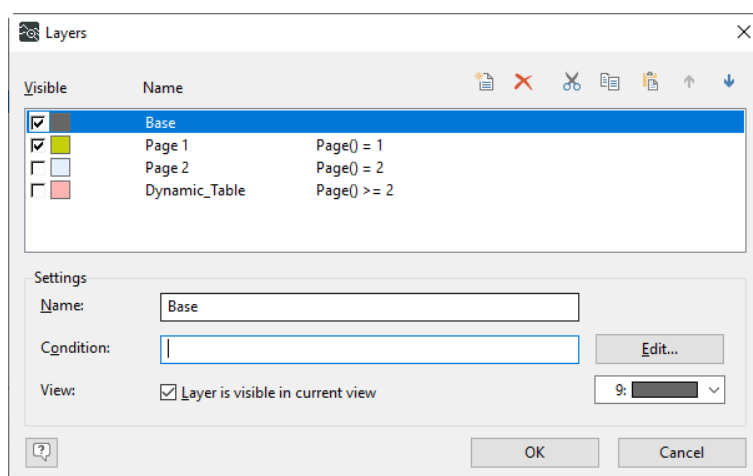 Layers
Visible Name
Base
Page 1 Page() = 1
Page 2 Page() = 2
Dynamic_Table Page() >= 2
Settings
Name: Base
Condition: Edit...
View: Layer is visible in current view 9:
OK Cancel